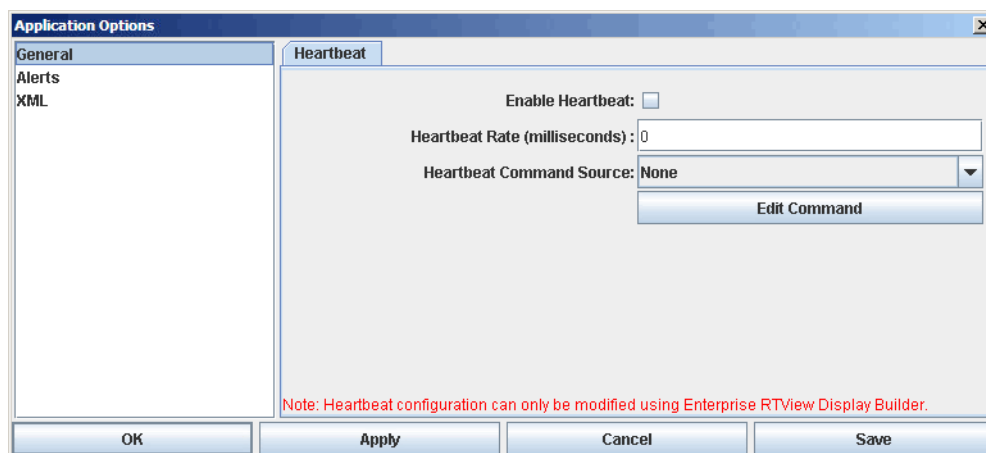 Application Options
General
Alerts
XML
Heartbeat
Enable Heartbeat:
Heartbeat Rate (milliseconds) : 0
Heartbeat Command Source: None
Edit Command
Note: Heartbeat configuration can only be modified using Enterprise RTView Display Builder.
OK Apply Cancel Save